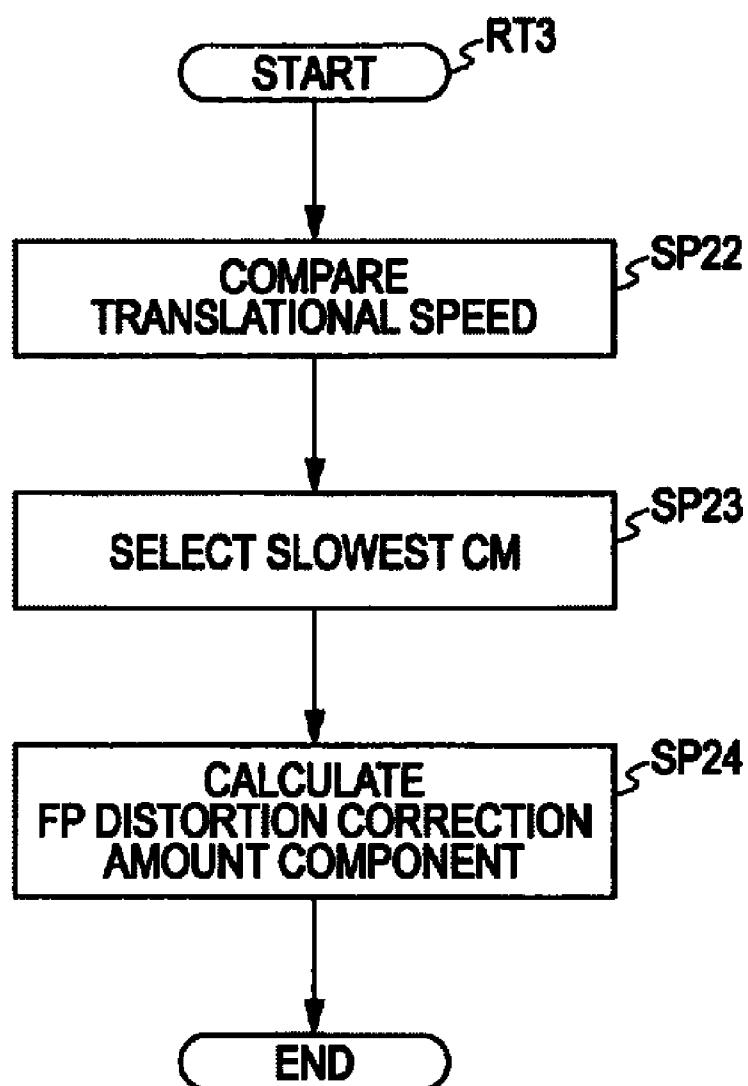 START
RT3
COMPARE
TRANSLATIONAL SPEED
SP22
SELECT SLOWEST CM
SP23
CALCULATE
FP DISTORTION CORRECTION
AMOUNT COMPONENT
SP24
END